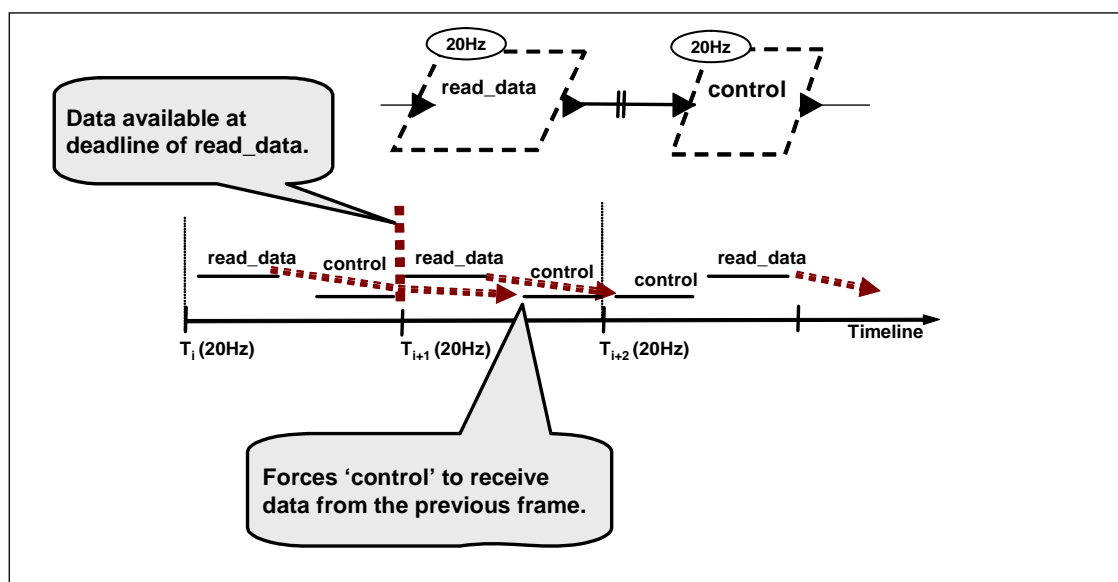 20Hz
20Hz
read_data
control
Data available at
deadline of read_data.
read_data
control
read_data
control
control
read_data
Timeline
Ti (20Hz)
Ti+1 (20Hz)
Ti+2 (20Hz)
Forces ‘control’ to receive
data from the previous frame.